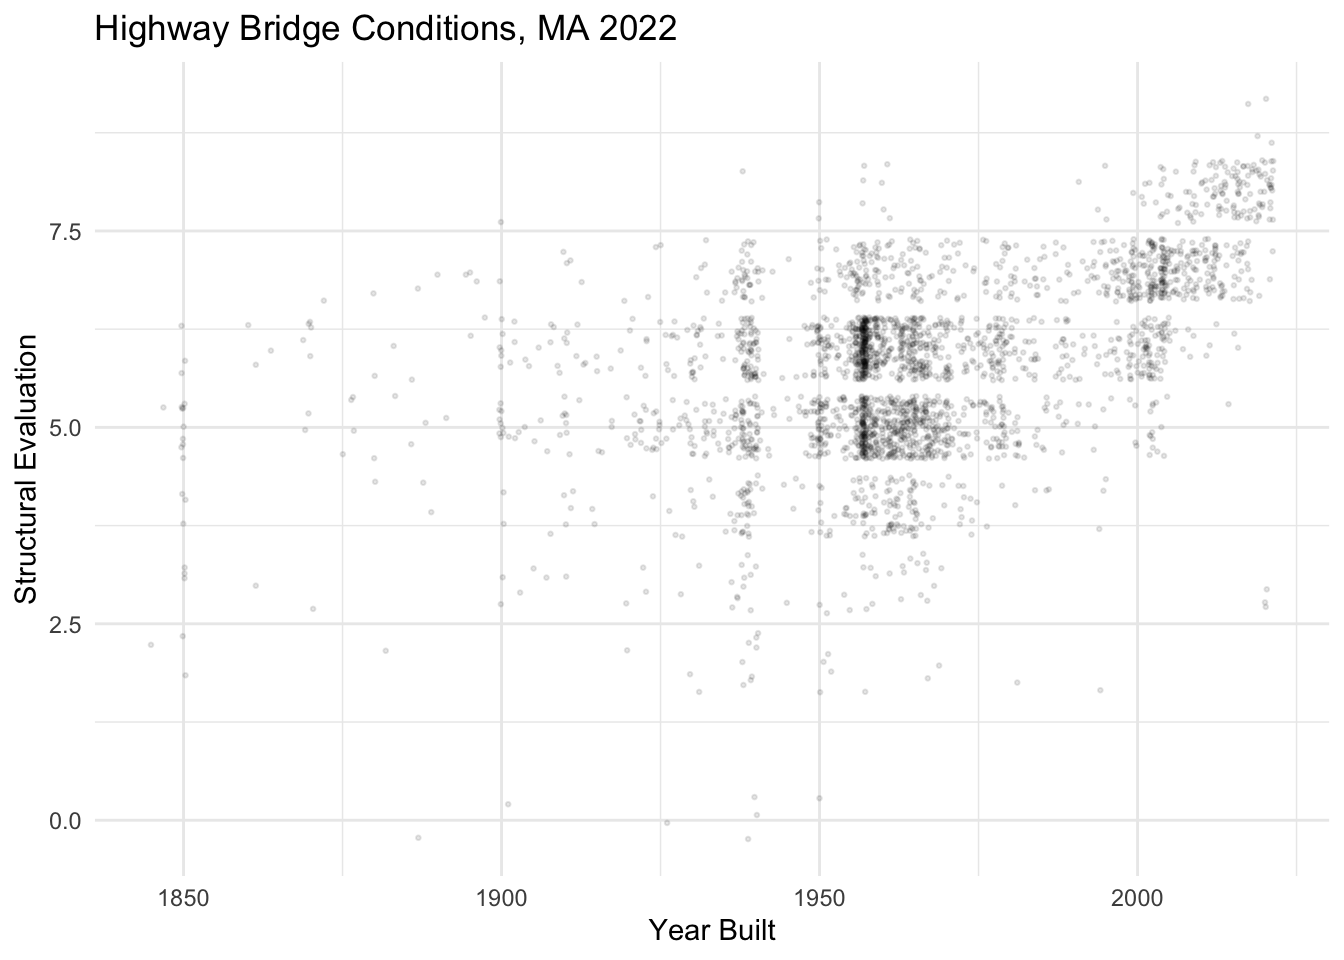 Highway Bridge Conditions, MA 2022
Structural Evaluation
7.5
5.0
2.5
0.0
1850
1900
1950
2000
Year Built